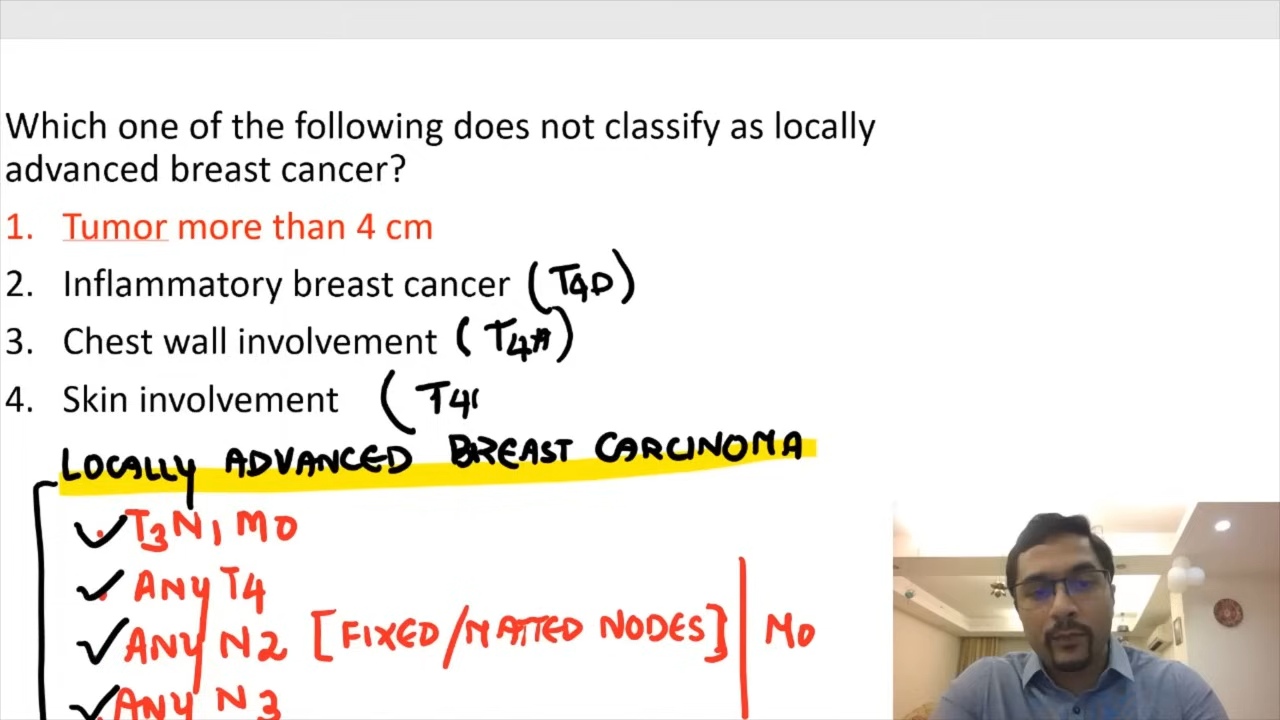 Which one of the following does not classify as locally
advanced breast cancer?
1. Tumor more than 4 cm
2. Inflammatory breast cancer (T4D)
3. Chest wall involvement (T4A)
4. Skin involvement (T4
LOCALLY ADVANCED BREAST CARCINOMA
T3N1M0
ANY T4
ANY N2 [FIXED/MATTED NODES] M0
ANY N3